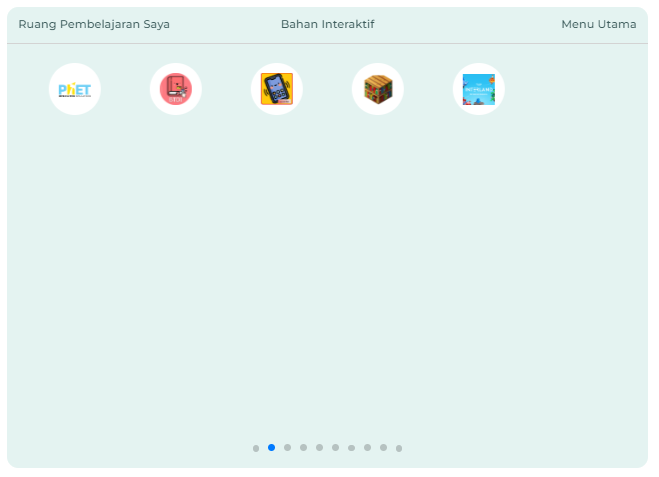 Ruang Pembelajaran Saya
Bahan Interaktif
Menu Utama
PhET